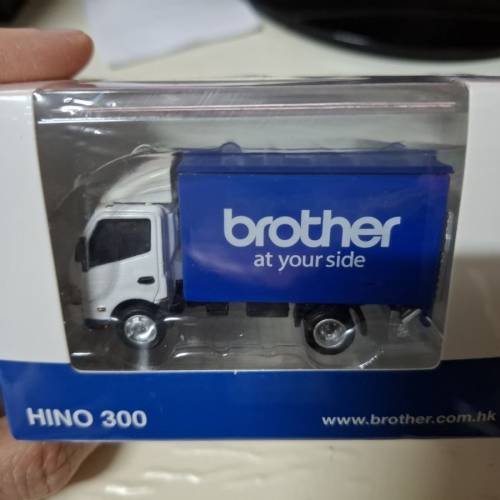 brother
at your side
HINO 300
www.brother.com.hk